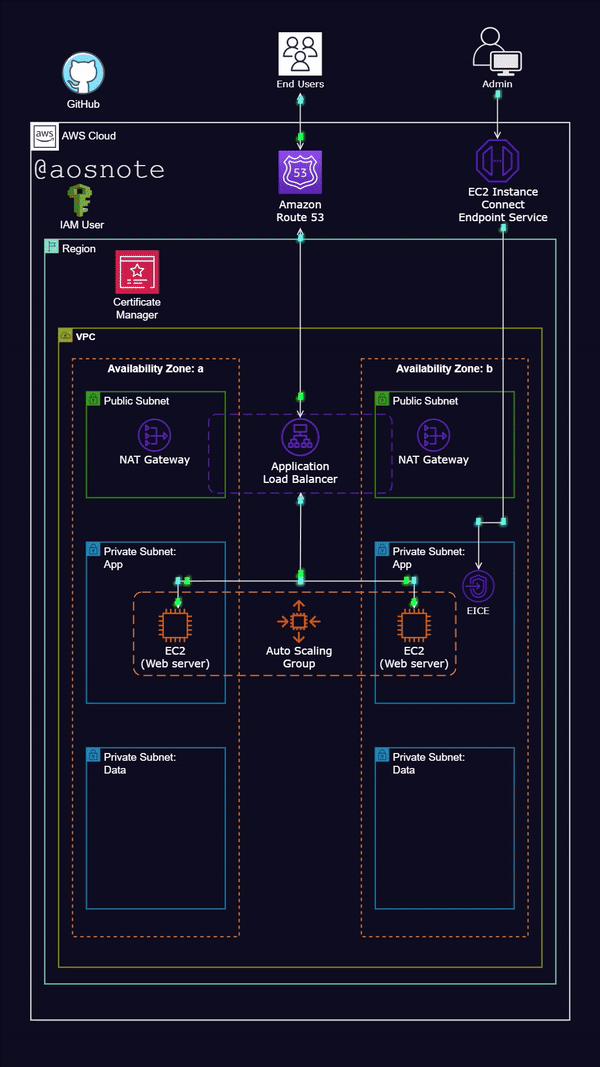 End Users
Admin
GitHub
aws
AWS Cloud
@aosnote
IAM User
53
Amazon
Route 53
EC2 Instance
Connect
Endpoint Service
Region
Certificate
Manager
VPC
Availability Zone: a
Availability Zone: b
Public Subnet
Public Subnet
NAT Gateway
Application
Load Balancer
NAT Gateway
Private Subnet:
App
Private Subnet:
App
EICE
EC2
(Web server)
Auto Scaling
Group
EC2
(Web server)
Private Subnet:
Data
Private Subnet:
Data